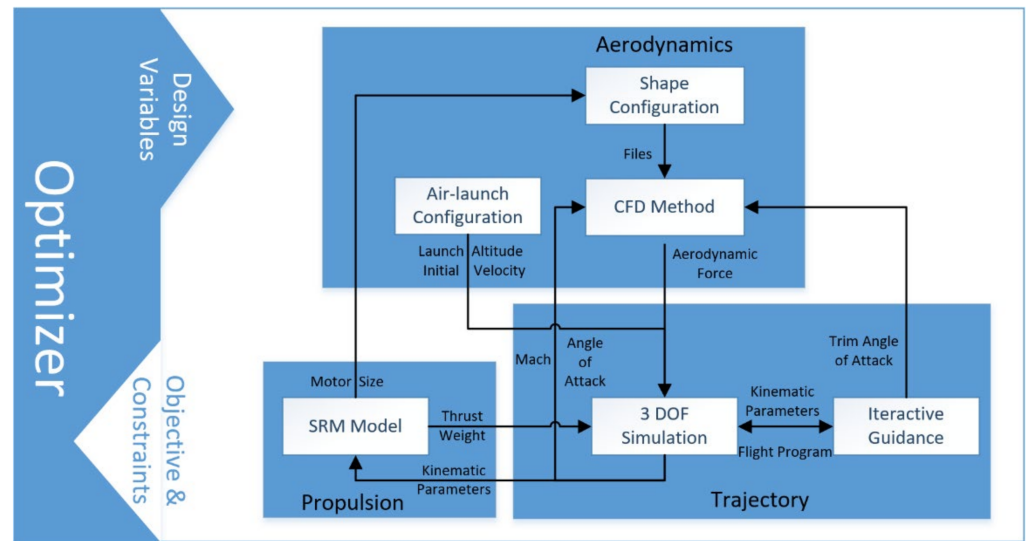 Optimizer
Design
Variables
Objective &
Constraints
Aerodynamics
Shape
Configuration
Files
Air-launch
Configuration
CFD Method
Launch Altitude
Initial Velocity
Aerodynamic
Force
Mach
Angle
of
Attack
Trim Angle
of Attack
Motor Size
SRM Model
Thrust
Weight
3 DOF
Simulation
Kinematic
Parameters
Flight Program
Iteractive
Guidance
Kinematic
Parameters
Propulsion
Trajectory